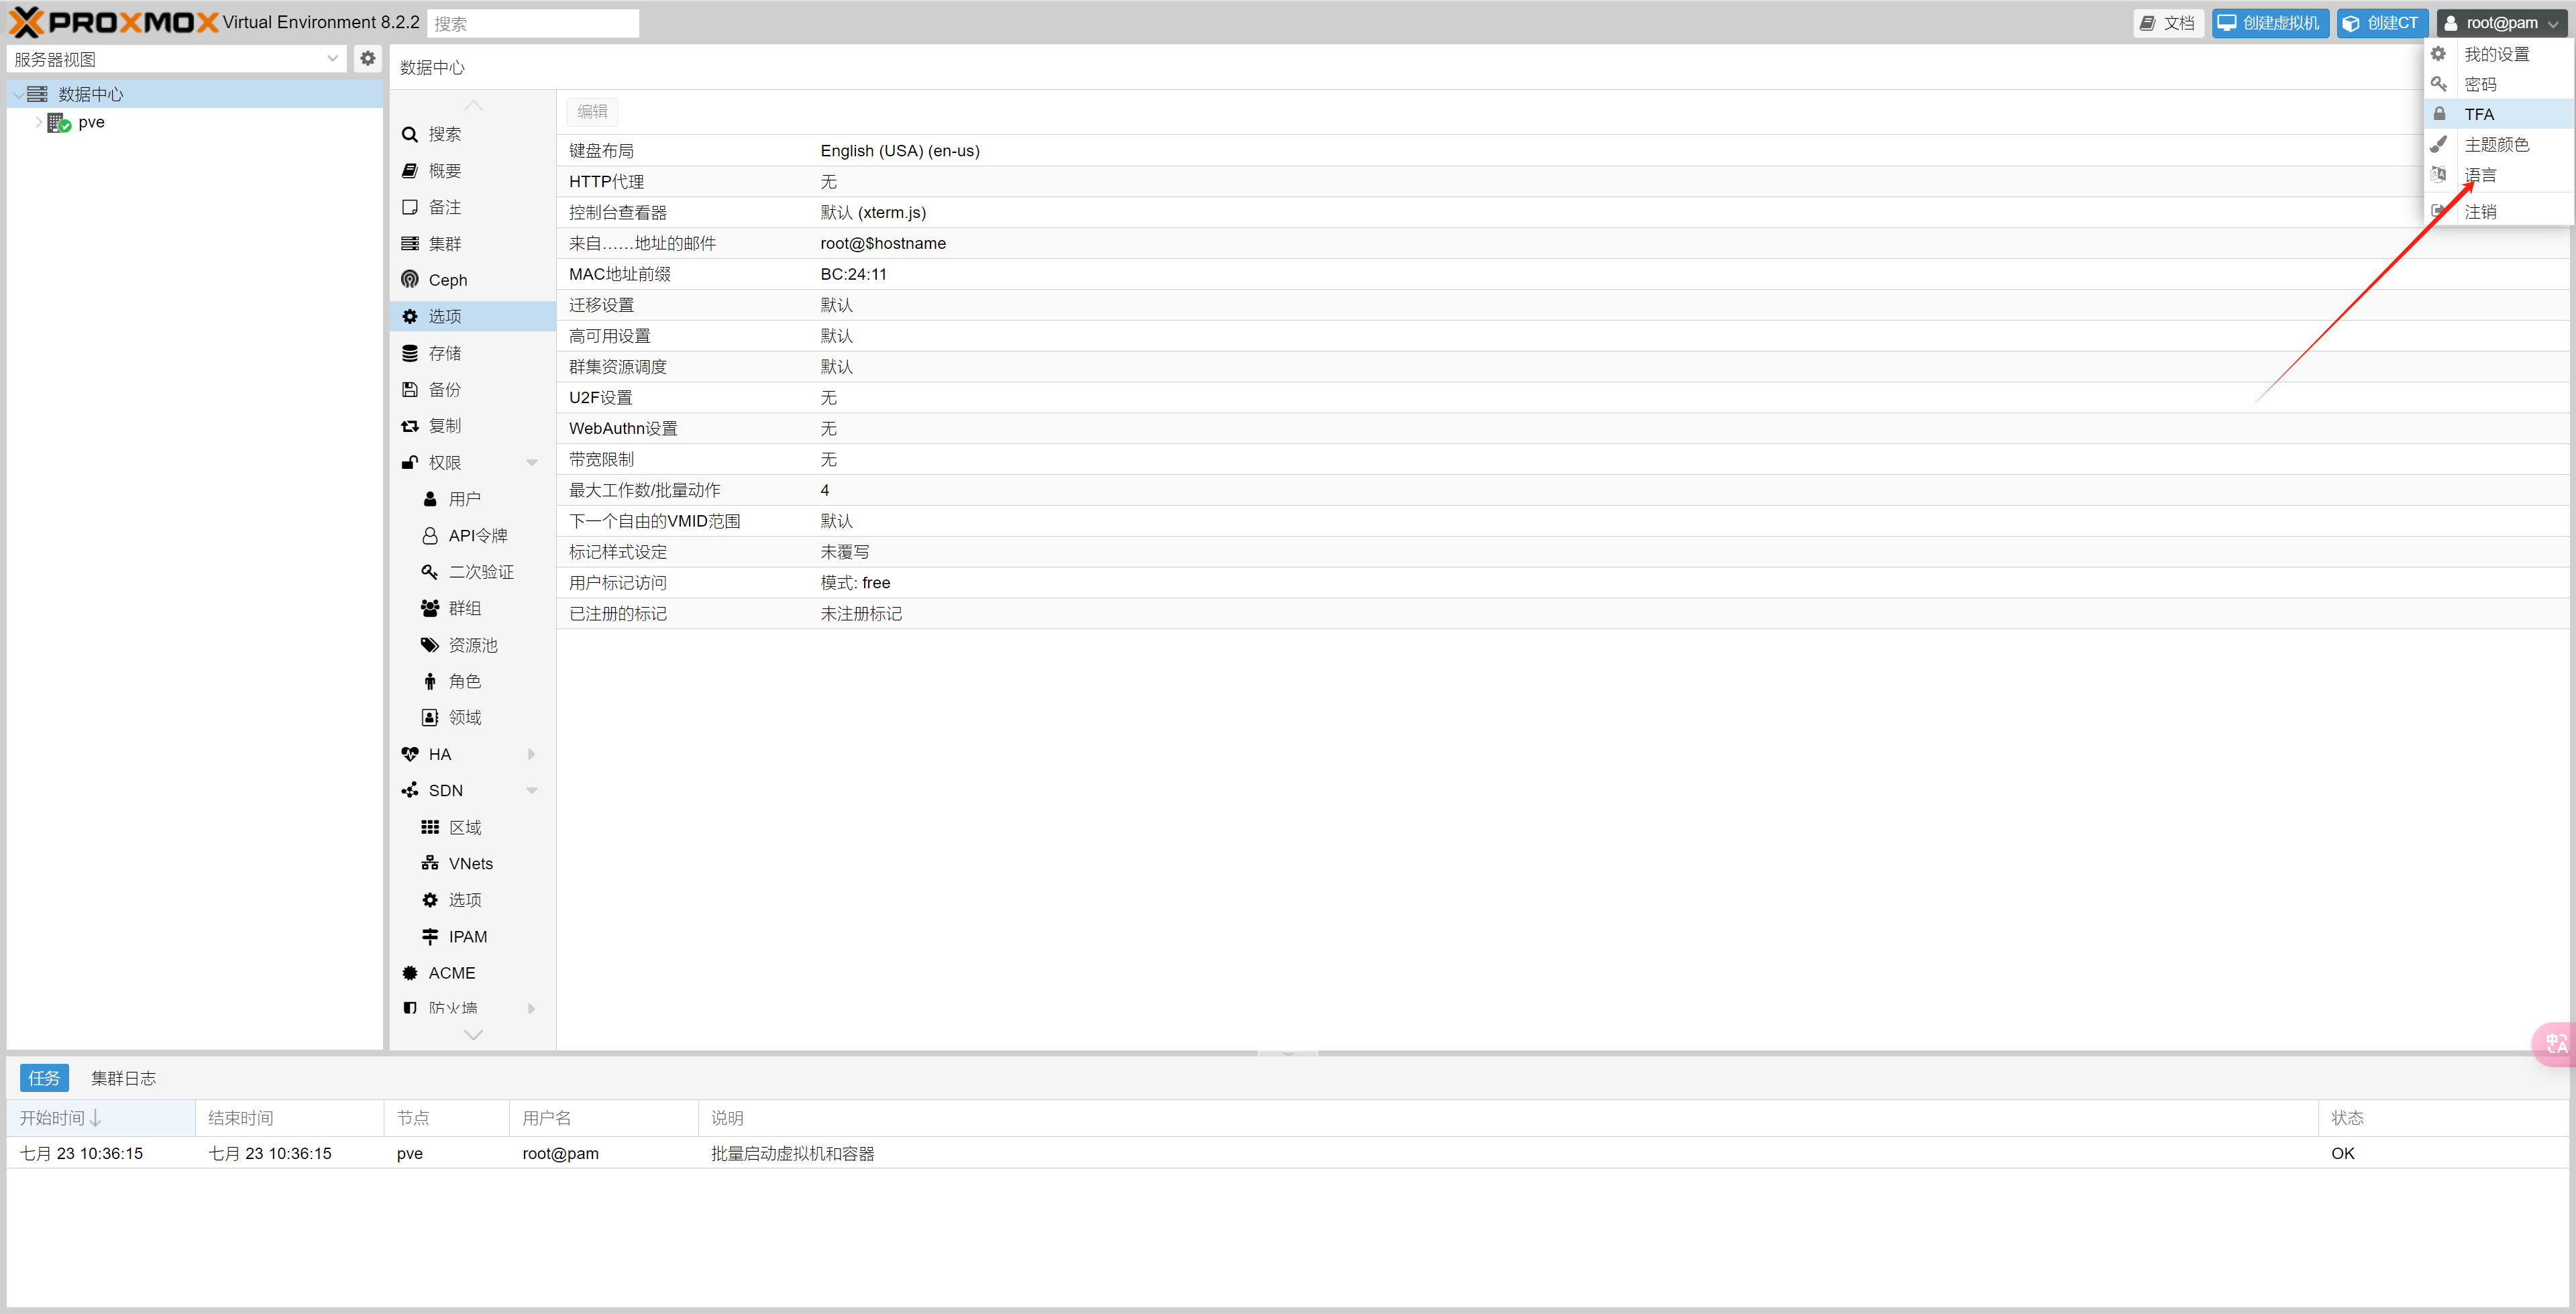 PROXMOX Virtual Environment 8.2.2 搜索 文档 创建虚拟机 创建CT root@pam
服务器视图
数据中心
pve
我的设置
密码
TFA
主题颜色
语言
注销
数据中心
搜索
概要
备注
集群
Ceph
选项
存储
备份
复制
权限
用户
API令牌
二次验证
群组
资源池
角色
领域
HA
SDN
区域
VNets
选项
IPAM
ACME
防火墙
编辑
键盘布局 English (USA) (en-us)
HTTP代理 无
控制台查看器 默认 (xterm.js)
来自……地址的邮件 root@$hostname
MAC地址前缀 BC:24:11
迁移设置 默认
高可用设置 默认
群集资源调度 默认
U2F设置 无
WebAuthn设置 无
带宽限制 无
最大工作数/批量动作 4
下一个自由的VMID范围 默认
标记样式设定 未覆写
用户标记访问 模式: free
已注册的标记 未注册标记
任务 集群日志
开始时间 结束时间 节点 用户名 说明 状态
七月 23 10:36:15 七月 23 10:36:15 pve root@pam 批量启动虚拟机和容器 OK